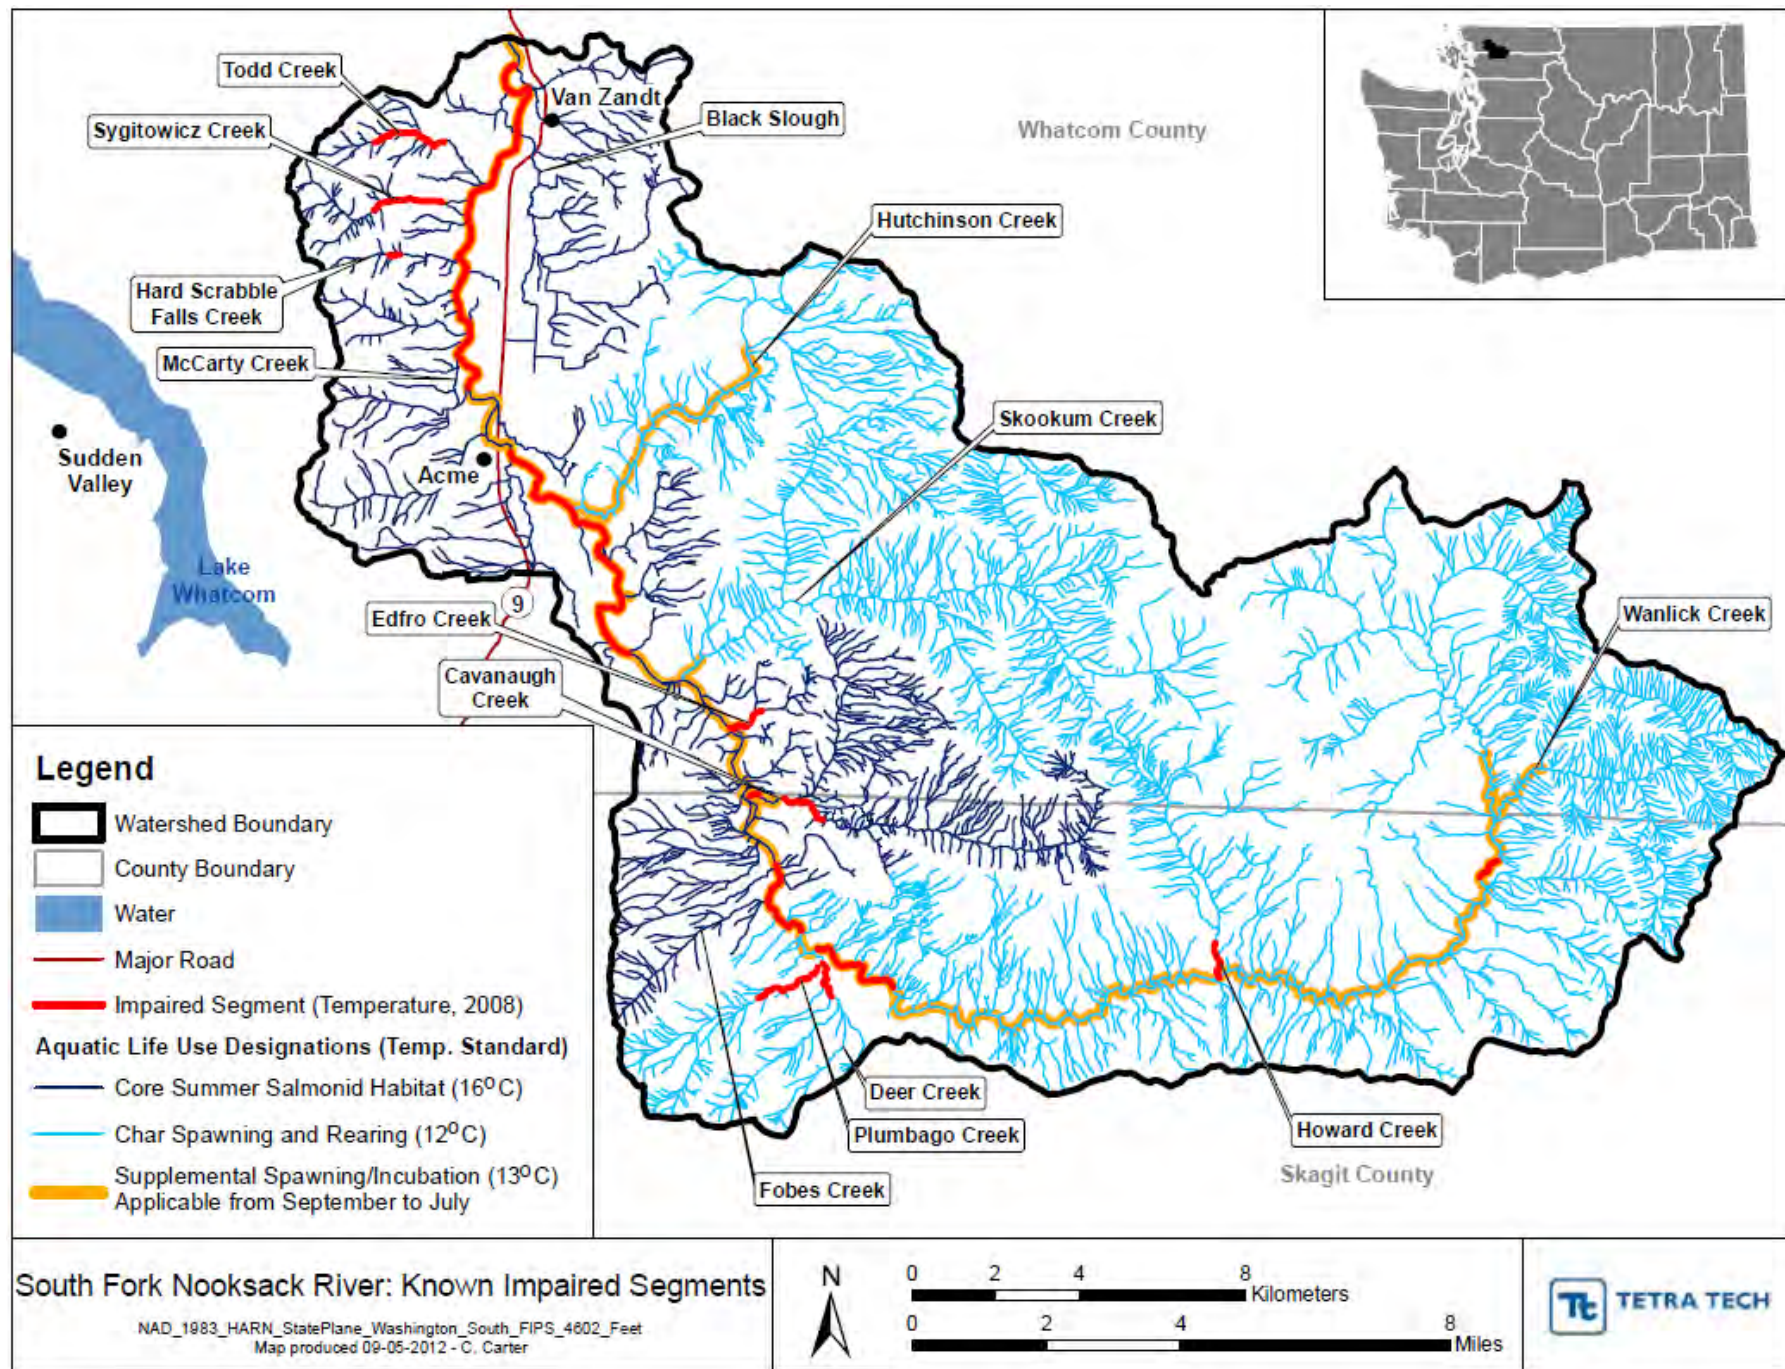 Todd Creek
Van Zandt
Sygitowicz Creek
Black Slough
Whatcom County
Hutchinson Creek
Hard Scrabble
Falls Creek
McCarty Creek
Skookum Creek
Sudden
Valley
Acme
Lake
Whatcom
9
Edfro Creek
Wanlick Creek
Cavanaugh
Creek
Legend
Watershed Boundary
County Boundary
Water
Major Road
Impaired Segment (Temperature, 2008)
Aquatic Life Use Designations (Temp. Standard)
Core Summer Salmonid Habitat (16°C)
Char Spawning and Rearing (12°C)
Supplemental Spawning/Incubation (13°C)
Applicable from September to July
Deer Creek
Plumbago Creek
Howard Creek
Skagit County
Fobes Creek
South Fork Nooksack River: Known Impaired Segments
NAD_1983_HARN_StatePlane_Washington_South_FIPS_4602_Feet
Map produced 09-05-2012 - C. Carter
N
0 2 4 8
Kilometers
0 2 4 8
Miles
Tt TETRA TECH